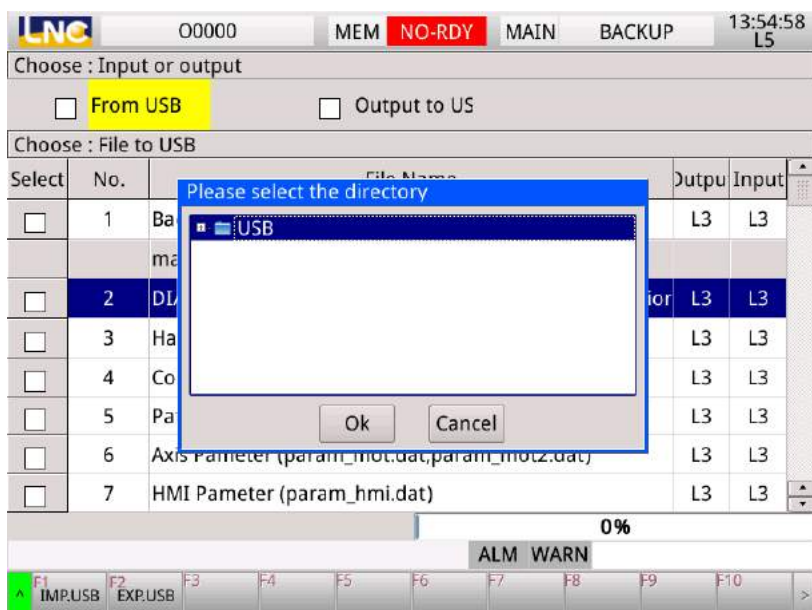 LNC O0000 MEM NO-RDY MAIN BACKUP 13:54:58
L5
Choose : Input or output
From USB Output to US
Choose : File to USB
Select No. File Name Outpu Input
Please select the directory
USB
1 Ba L3 L3
ma
2 DIA ior L3 L3
3 Ha L3 L3
4 Co L3 L3
5 Pa L3 L3
Ok Cancel
6 Axis Pameter (param_mot.dat,param_mot2.dat) L3 L3
7 HMI Pameter (param_hmi.dat) L3 L3
0%
ALM WARN
F1 F2 F3 F4 F5 F6 F7 F8 F9 F10
^ IMP.USB EXP.USB >